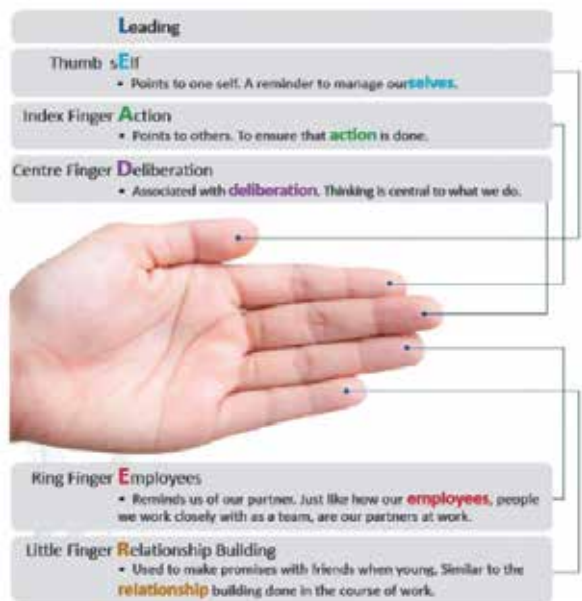 Leading
Thumb sElf
• Points to one self. A reminder to manage ourselves.
Index Finger Action
• Points to others. To ensure that action is done.
Centre Finger Deliberation
• Associated with deliberation. Thinking is central to what we do.
Ring Finger Employees
• Reminds us of our partner. Just like how our employees, people
we work closely with as a team, are our partners at work.
Little Finger Relationship Building
• Used to make promises with friends when young. Similar to the
relationship building done in the course of work.